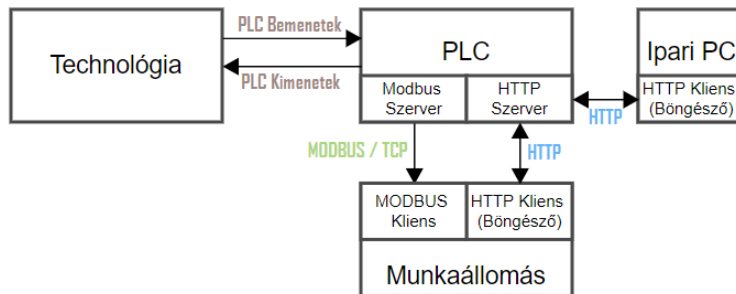 Technológia
PLC Bemenetek
PLC Kimenetek
PLC
Modbus
Szerver
HTTP
Szerver
HTTP
Ipari PC
HTTP Kliens
(Böngésző)
MODBUS / TCP
HTTP
MODBUS
Kliens
HTTP Kliens
(Böngésző)
Munkaállomás